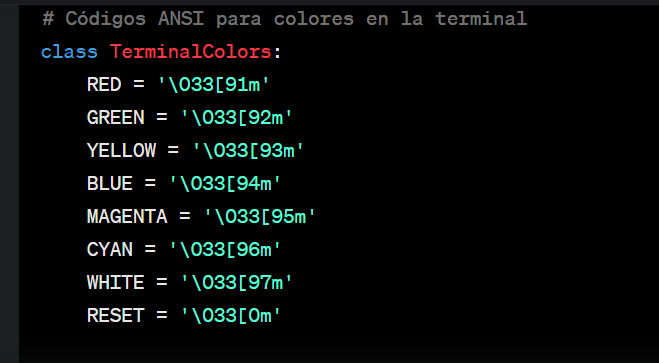 # Códigos ANSI para colores en la terminal
class TerminalColors:
    RED = '\033[91m'
    GREEN = '\033[92m'
    YELLOW = '\033[93m'
    BLUE = '\033[94m'
    MAGENTA = '\033[95m'
    CYAN = '\033[96m'
    WHITE = '\033[97m'
    RESET = '\033[0m'